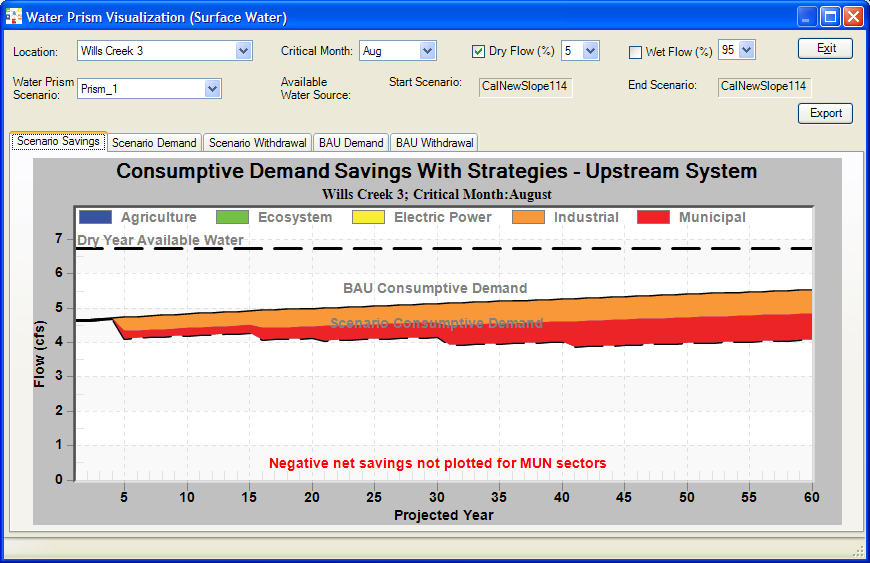 Water Prism Visualization (Surface Water)
Location: Wills Creek 3 Critical Month: Aug Dry Flow (%) 5 Wet Flow (%) 95 Exit
Water Prism Scenario: Prism_1 Available Water Source: Start Scenario: CalNewSlope114 End Scenario: CalNewSlope114
Export
Scenario Savings Scenario Demand Scenario Withdrawal BAU Demand BAU Withdrawal
Consumptive Demand Savings With Strategies - Upstream System
Wills Creek 3; Critical Month:August
Agriculture Ecosystem Electric Power Industrial Municipal
7
Dry Year Available Water
6
BAU Consumptive Demand
5
Scenario Consumptive Demand
4
3
2
1
0
Flow (cfs)
Negative net savings not plotted for MUN sectors
5 10 15 20 25 30 35 40 45 50 55 60
Projected Year